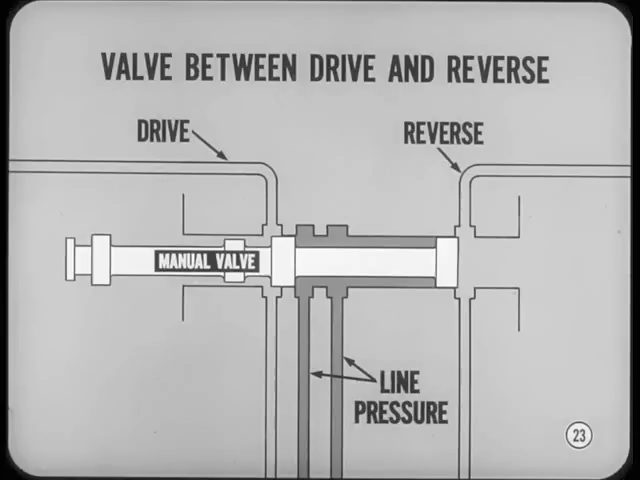 VALVE BETWEEN DRIVE AND REVERSE
DRIVE
REVERSE
MANUAL VALVE
LINE
PRESSURE
23